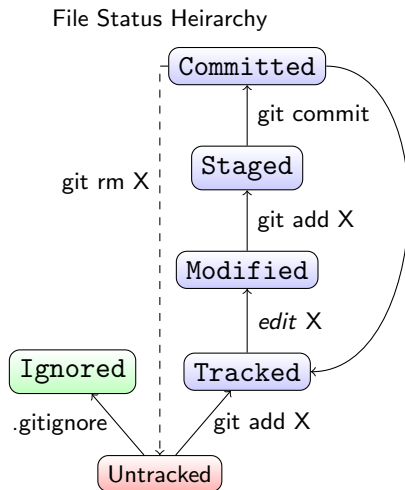 File Status Heirarchy
Committed
git commit
Staged
git rm X
git add X
Modified
edit X
Ignored
Tracked
.gitignore
git add X
Untracked